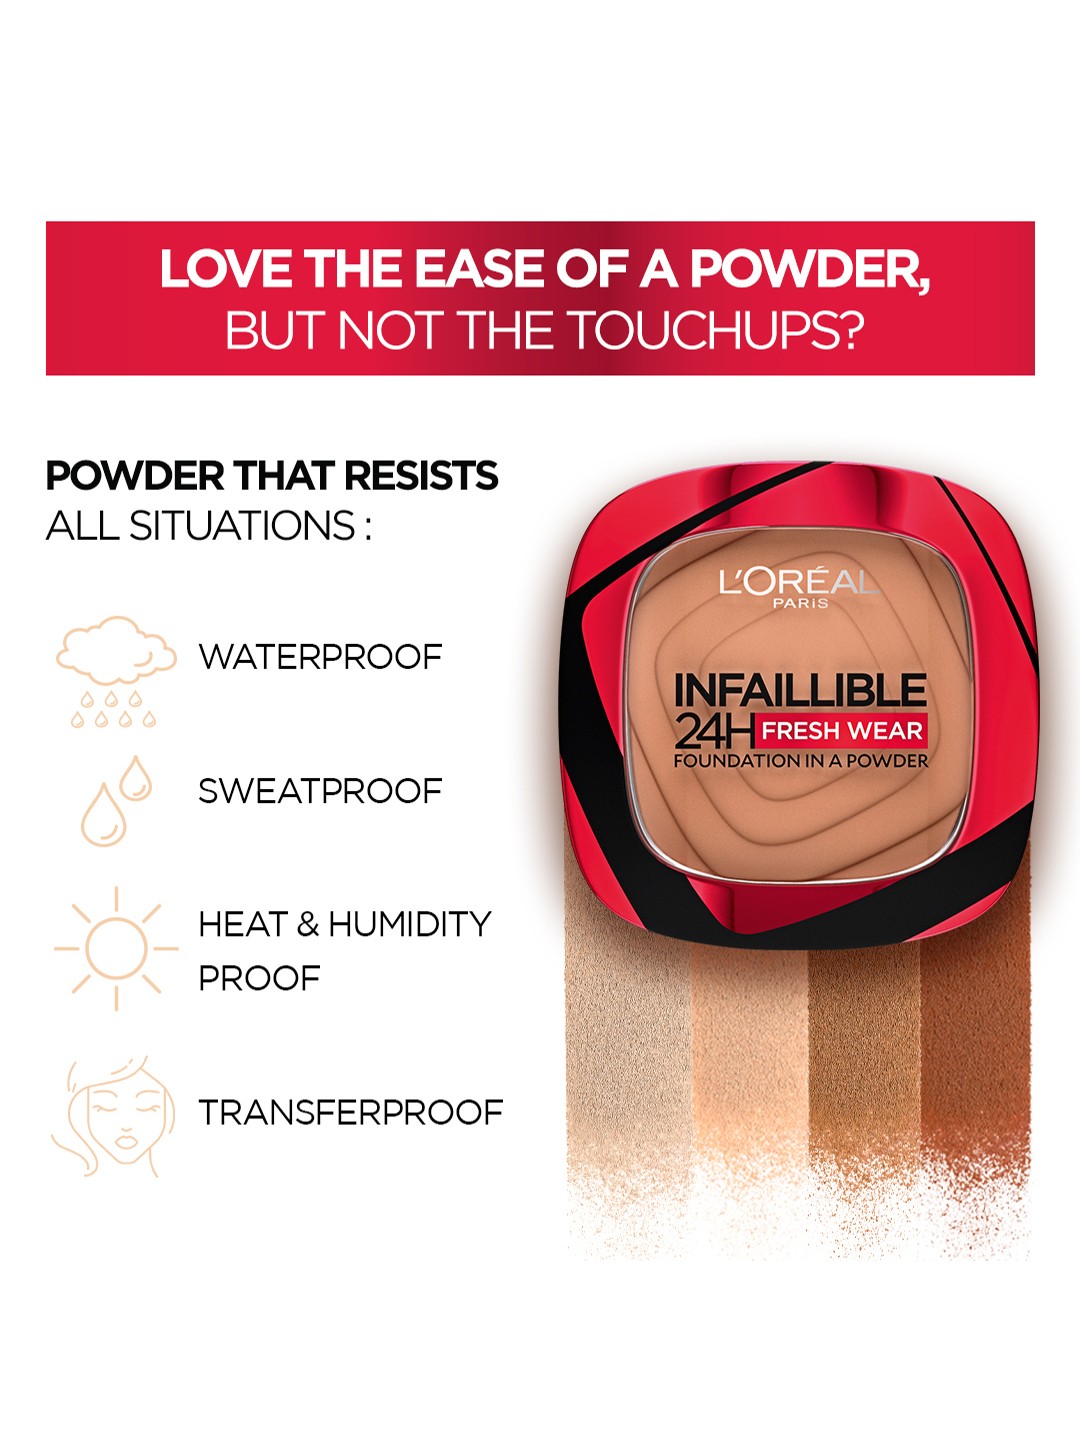 LOVE THE EASE OF A POWDER,
BUT NOT THE TOUCHUPS?
POWDER THAT RESISTS
ALL SITUATIONS :
WATERPROOF
SWEATPROOF
HEAT & HUMIDITY
PROOF
TRANSFERPROOF
L'ORÉAL
PARIS
INFAILLIBLE
24H FRESH WEAR
FOUNDATION IN A POWDER